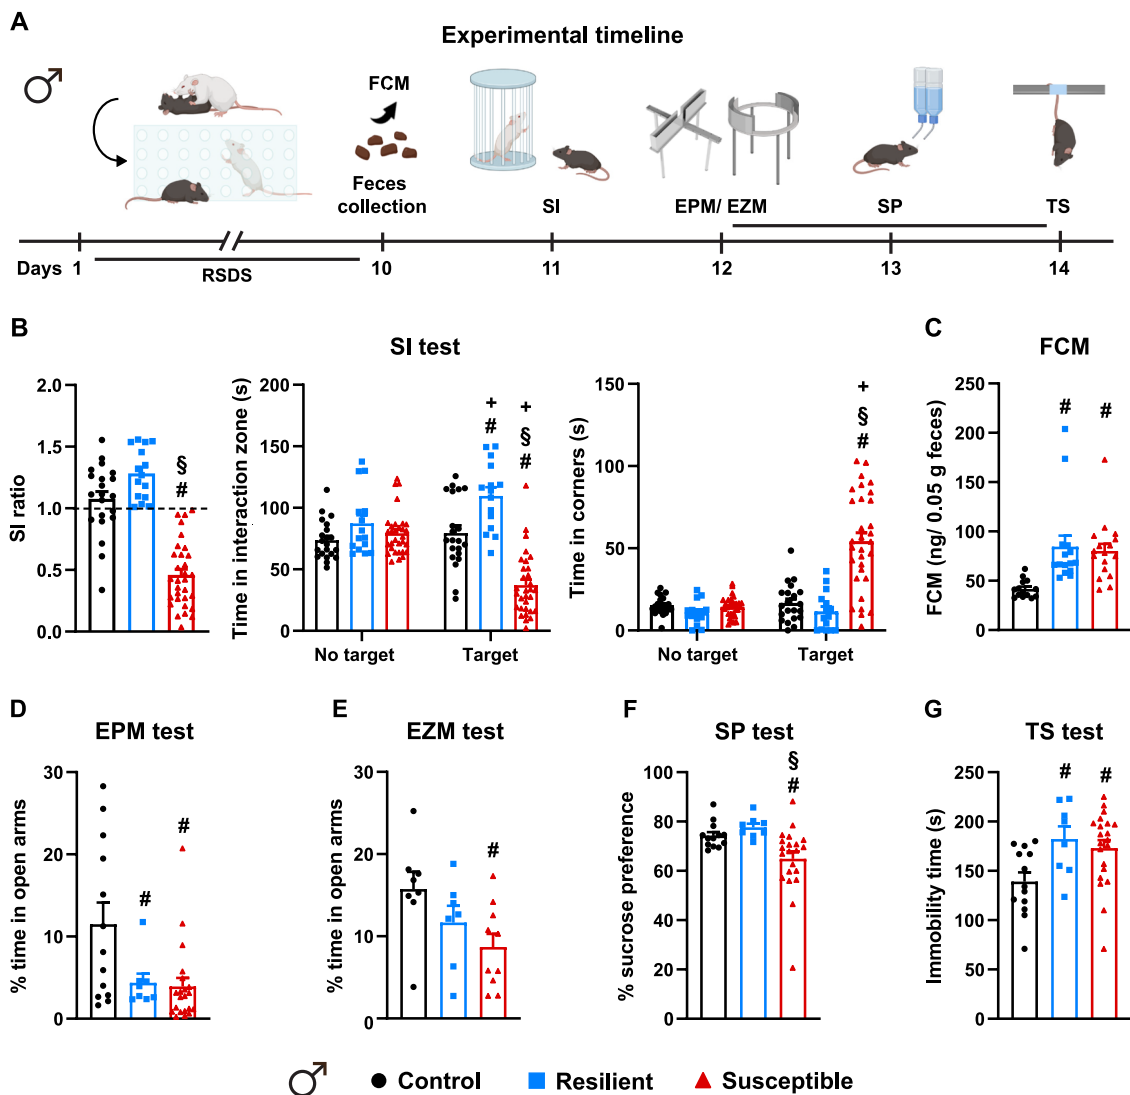 A
Experimental timeline
♂
FCM
Feces
collection
SI
EPM/ EZM
SP
TS
Days 1 10 11 12 13 14
RSDS
B
SI test
2.0
1.5
1.0
0.5
0.0
SI ratio
§
#
200
150
100
50
0
Time in interaction zone (s)
+
#
+
§
#
No target Target
150
100
50
0
Time in corners (s)
+
§
#
No target Target
C
FCM
250
200
150
100
50
0
FCM (ng/ 0.05 g feces)
# #
D
EPM test
30
20
10
0
% time in open arms
#
#
E
EZM test
30
20
10
0
% time in open arms
#
F
SP test
100
80
60
40
20
0
% sucrose preference
§
#
G
TS test
250
200
150
100
50
0
Immobility time (s)
# #
♂ Control Resilient Susceptible